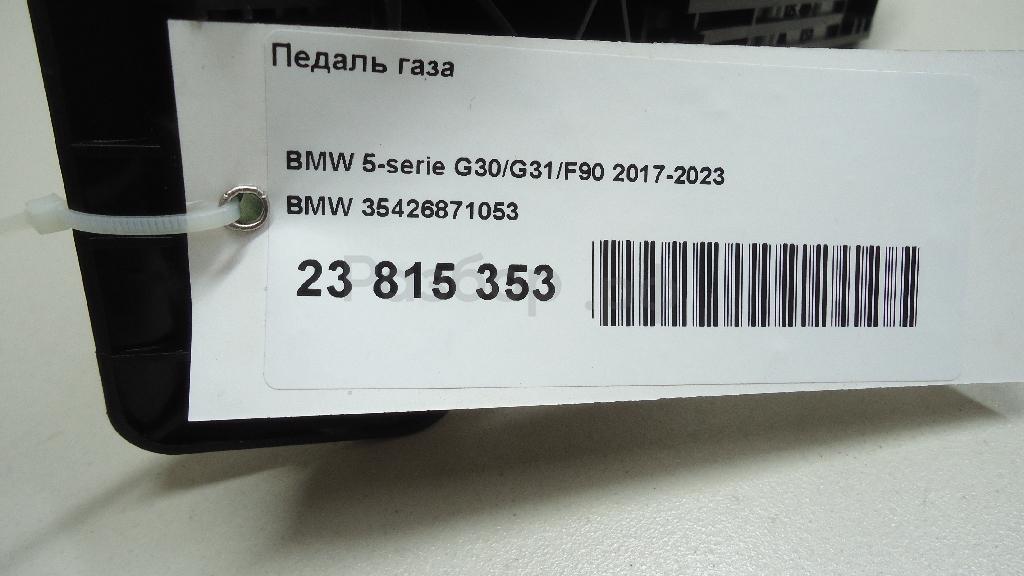 Педаль газа
BMW 5-serie G30/G31/F90 2017-2023
BMW 35426871053
23 815 353